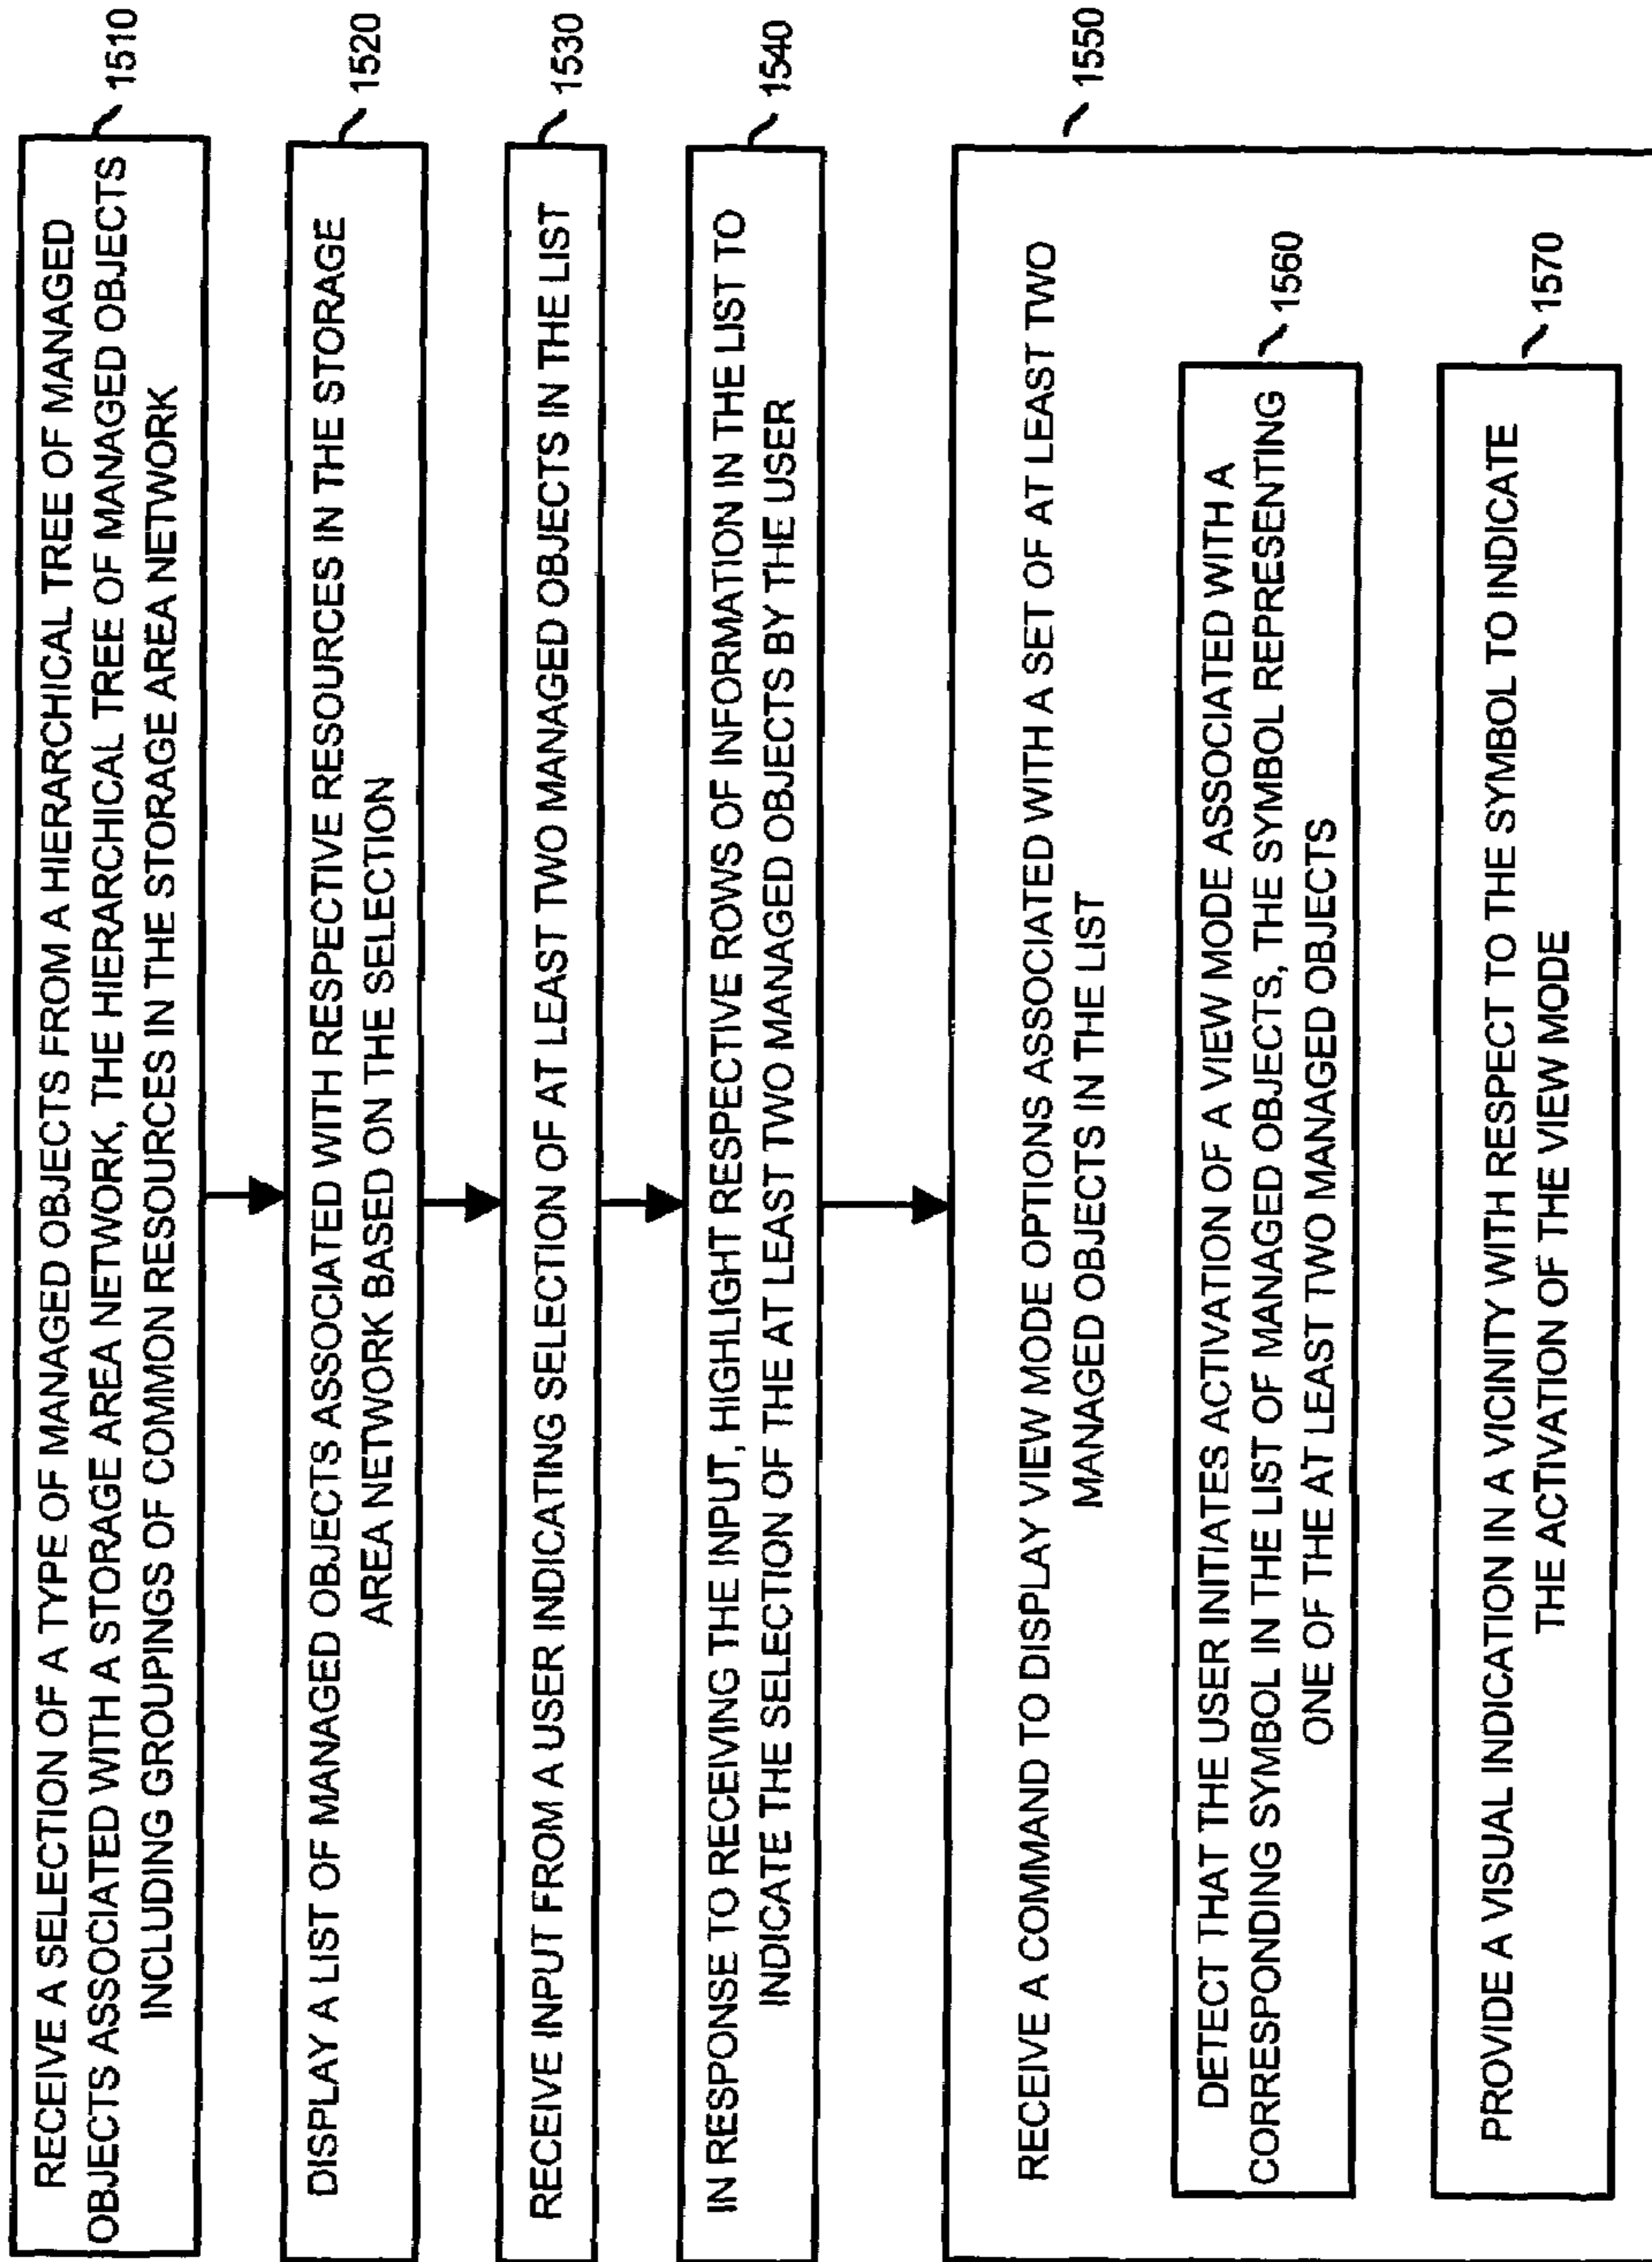 RECEIVE A SELECTION OF A TYPE OF MANAGED OBJECTS FROM A HIERARCHICAL TREE OF MANAGED
OBJECTS ASSOCIATED WITH A STORAGE AREA NETWORK, THE HIERARCHICAL TREE OF MANAGED OBJECTS
INCLUDING GROUPINGS OF COMMON RESOURCES IN THE STORAGE AREA NETWORK
1510
DISPLAY A LIST OF MANAGED OBJECTS ASSOCIATED WITH RESPECTIVE RESOURCES IN THE STORAGE
AREA NETWORK BASED ON THE SELECTION
1520
RECEIVE INPUT FROM A USER INDICATING SELECTION OF AT LEAST TWO MANAGED OBJECTS IN THE LIST
1530
IN RESPONSE TO RECEIVING THE INPUT, HIGHLIGHT RESPECTIVE ROWS OF INFORMATION IN THE LIST TO
INDICATE THE SELECTION OF THE AT LEAST TWO MANAGED OBJECTS BY THE USER
1540
RECEIVE A COMMAND TO DISPLAY VIEW MODE OPTIONS ASSOCIATED WITH A SET OF AT LEAST TWO
MANAGED OBJECTS IN THE LIST
1550
DETECT THAT THE USER INITIATES ACTIVATION OF A VIEW MODE ASSOCIATED WITH A
CORRESPONDING SYMBOL IN THE LIST OF MANAGED OBJECTS, THE SYMBOL REPRESENTING
ONE OF THE AT LEAST TWO MANAGED OBJECTS
1560
PROVIDE A VISUAL INDICATION IN A VICINITY WITH RESPECT TO THE SYMBOL TO INDICATE
THE ACTIVATION OF THE VIEW MODE
1570